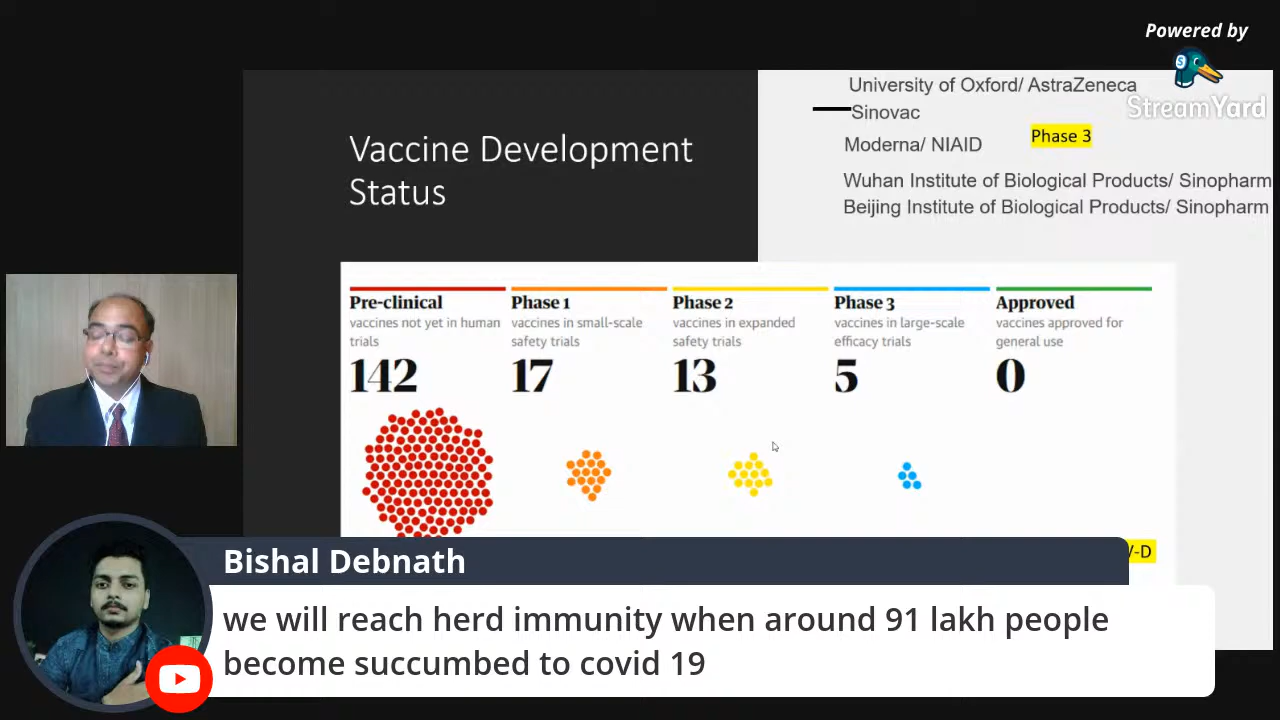 Powered by
StreamYard
Vaccine Development
Status
University of Oxford/ AstraZeneca
Sinovac
Moderna/ NIAID
Phase 3
Wuhan Institute of Biological Products/ Sinopharm
Beijing Institute of Biological Products/ Sinopharm
Pre-clinical
vaccines not yet in human
trials
142
Phase 1
vaccines in small-scale
safety trials
17
Phase 2
vaccines in expanded
safety trials
13
Phase 3
vaccines in large-scale
efficacy trials
5
Approved
vaccines approved for
general use
0
Bishal Debnath
we will reach herd immunity when around 91 lakh people
become succumbed to covid 19